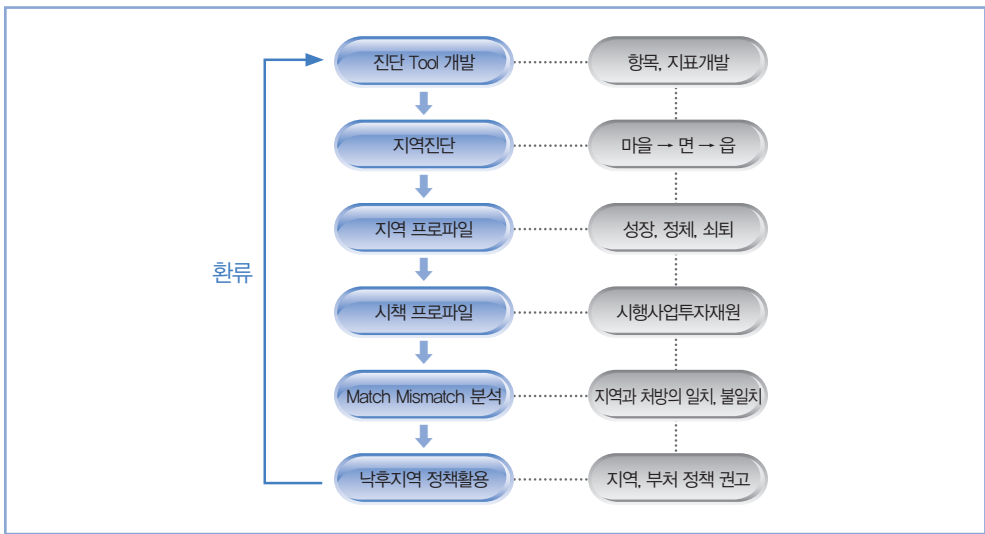 진단 Tool 개발
항목, 지표개발
지역진단
마을 → 면 → 읍
지역 프로파일
성장, 정체, 쇠퇴
환류
시책 프로파일
시행사업투자재원
Match Mismatch 분석
지역과 처방의 일치, 불일치
낙후지역 정책활용
지역, 부처 정책 권고